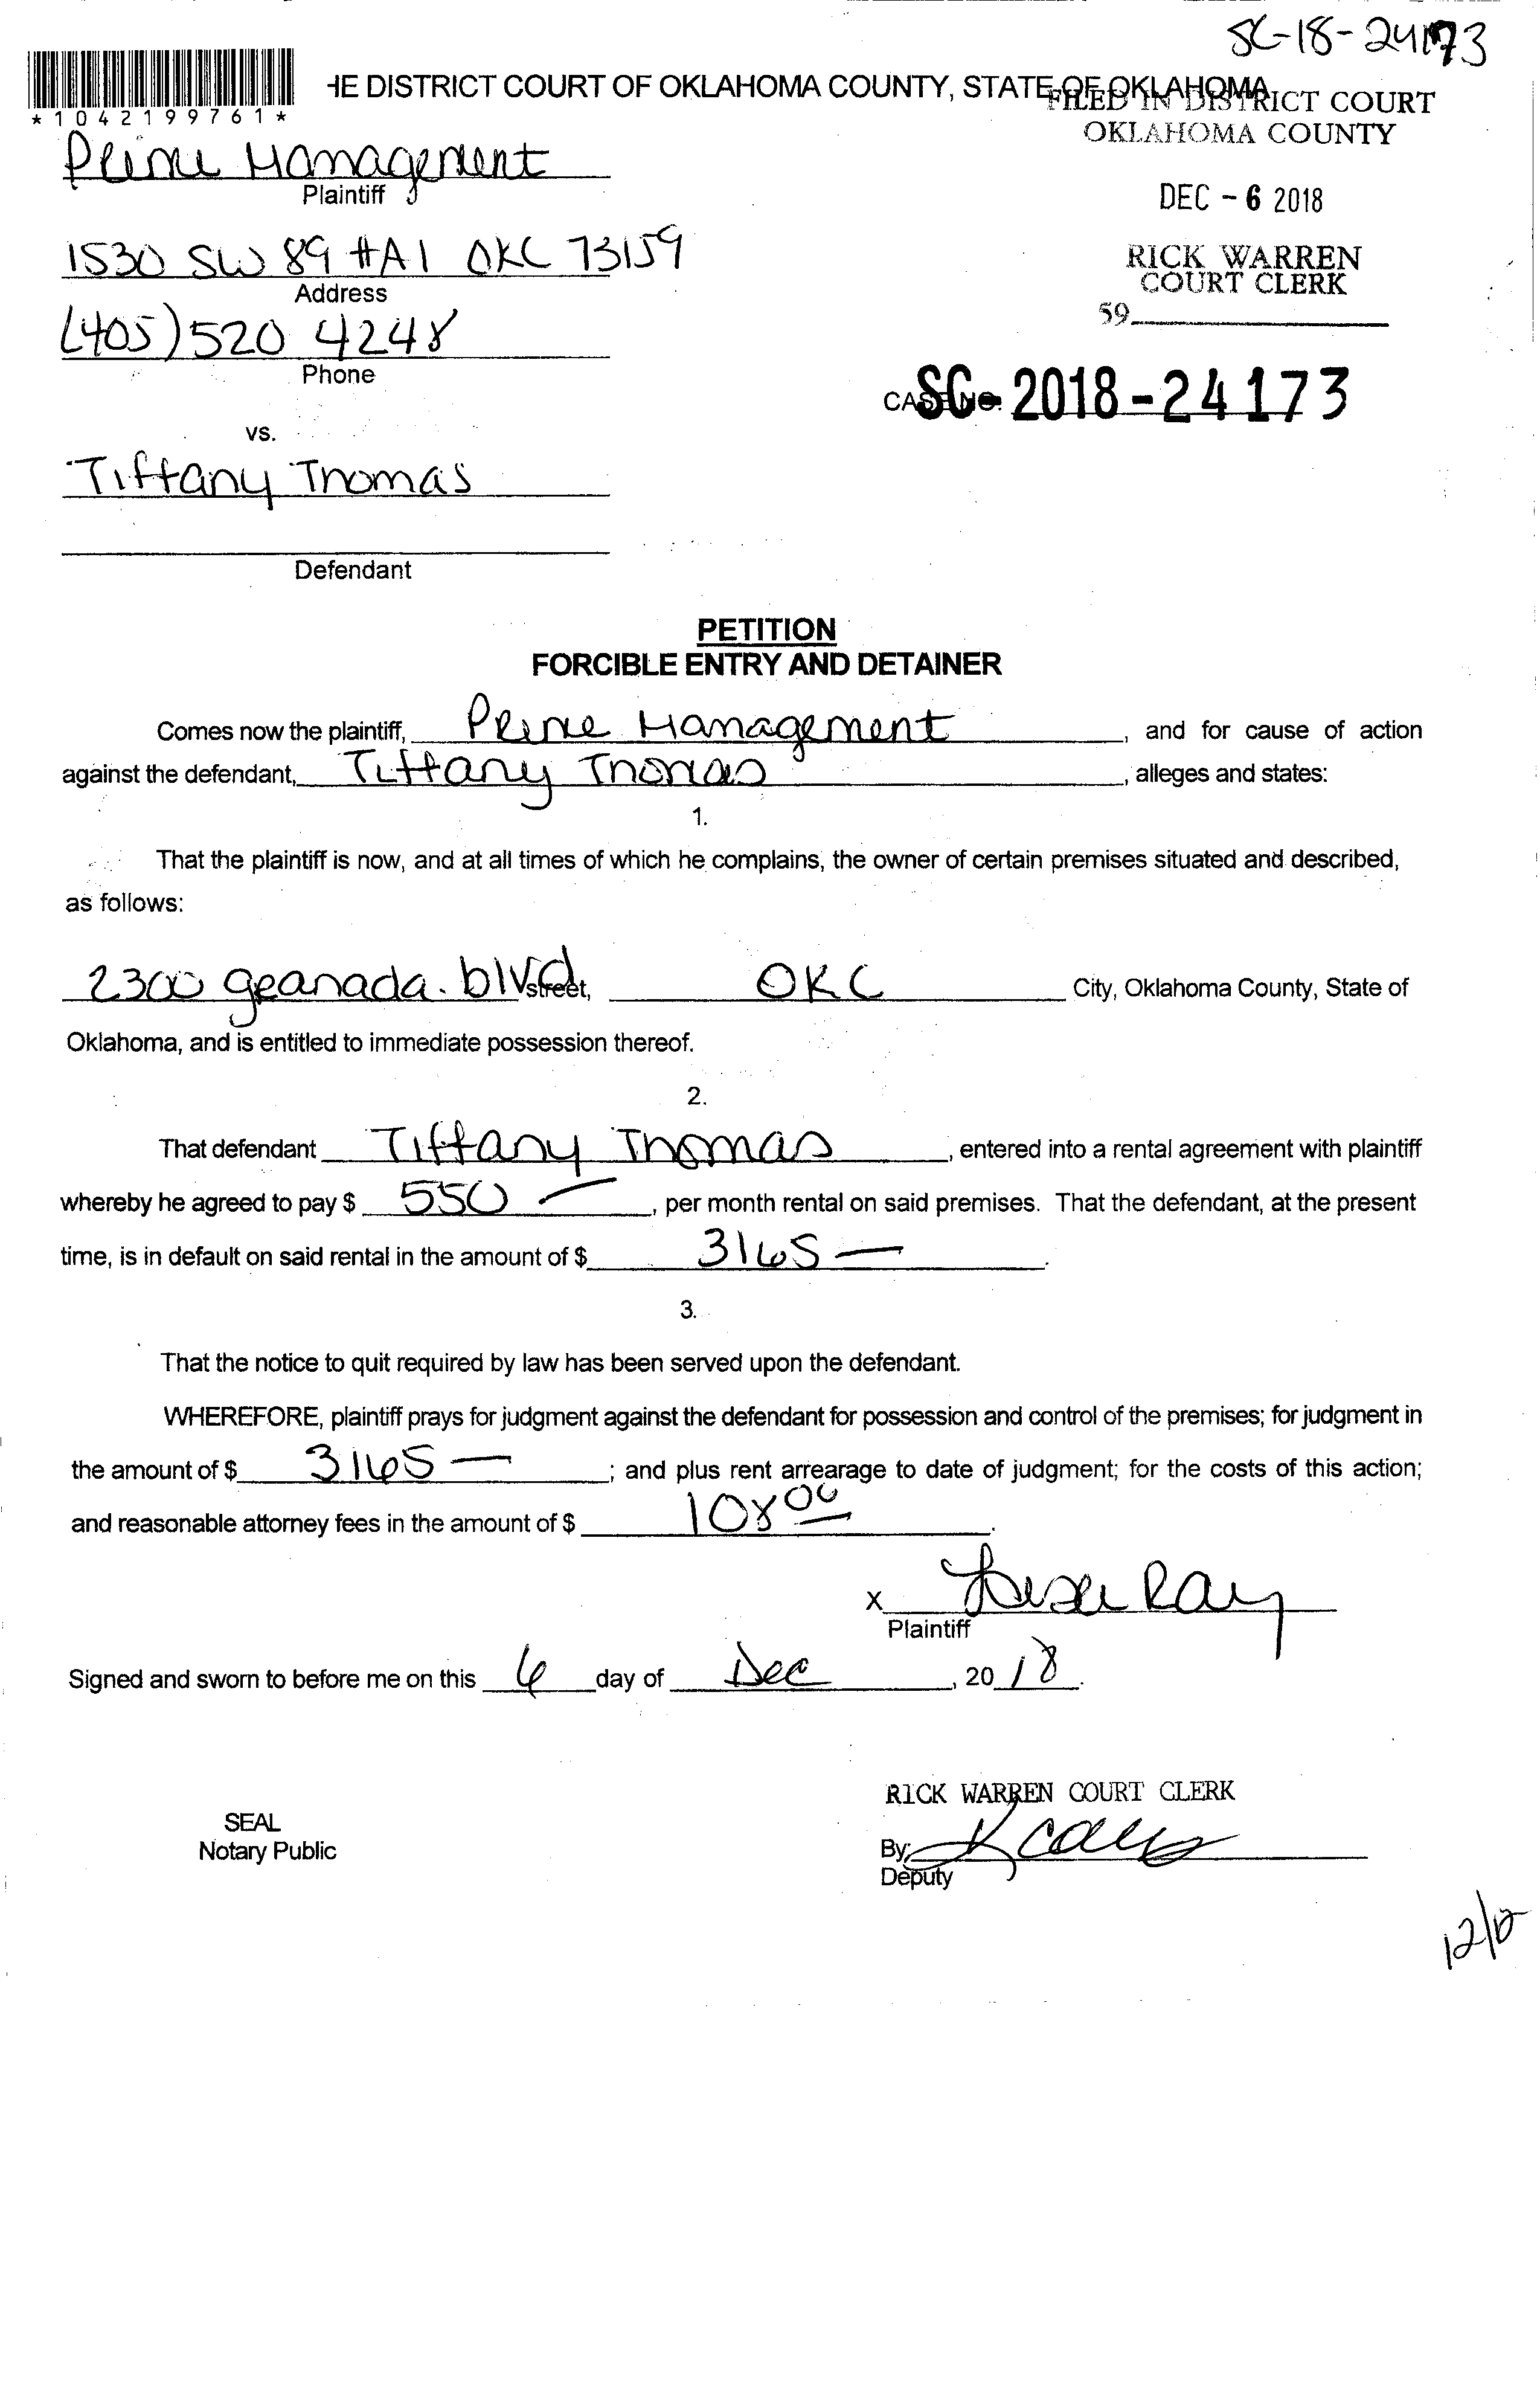 SC-18-24173
HE DISTRICT COURT OF OKLAHOMA COUNTY, STATE OF OKLAHOMA
FILED IN DISTRICT COURT
OKLAHOMA COUNTY
*1042199761*
Prime Management
Plaintiff
DEC - 6 2018
1530 SW 89 #A1 OKC 73159
Address
RICK WARREN
COURT CLERK
59
(405) 520 4248
Phone
CASE NO. SC-2018-24173
vs.
Tiffany Thomas
Defendant
PETITION
FORCIBLE ENTRY AND DETAINER
Comes now the plaintiff, Prime Management, and for cause of action
against the defendant, Tiffany Thomas, alleges and states:
1.
That the plaintiff is now, and at all times of which he complains, the owner of certain premises situated and described,
as follows:
2300 geanada. blvd street, OKC City, Oklahoma County, State of
Oklahoma, and is entitled to immediate possession thereof.
2.
That defendant Tiffany Thomas, entered into a rental agreement with plaintiff
whereby he agreed to pay $ 550 —, per month rental on said premises. That the defendant, at the present
time, is in default on said rental in the amount of $ 3165 —.
3.
That the notice to quit required by law has been served upon the defendant.
WHEREFORE, plaintiff prays for judgment against the defendant for possession and control of the premises; for judgment in
the amount of $ 3165 —; and plus rent arrearage to date of judgment; for the costs of this action;
and reasonable attorney fees in the amount of $ 108 00.
X Lisa Ray
Plaintiff
Signed and sworn to before me on this 6 day of Dec, 2018.
RICK WARREN COURT CLERK
SEAL
Notary Public
By:
Deputy